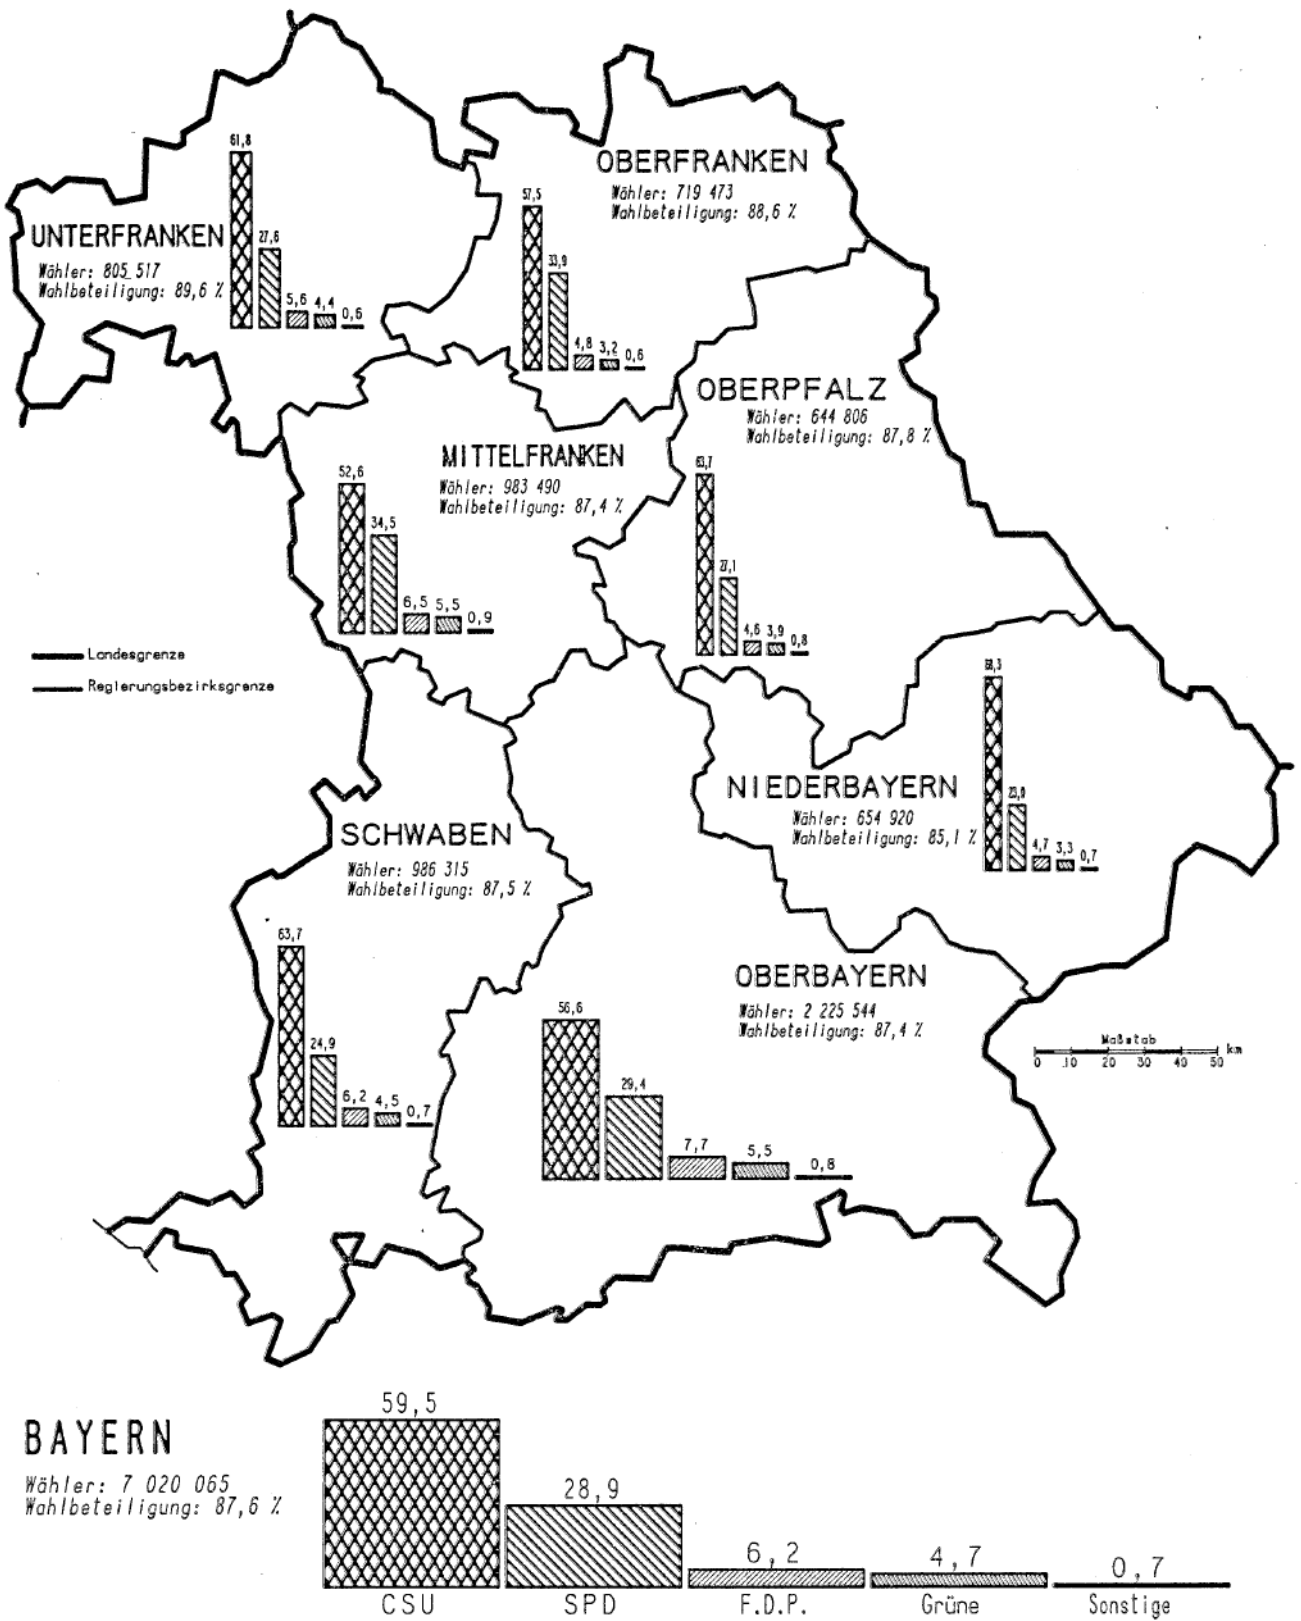 OBERFRANKEN
Wähler: 719 473
Wahlbeteiligung: 88,6 %
57,5
33,9
4,8
3,2
0,6
UNTERFRANKEN
Wähler: 805 517
Wahlbeteiligung: 89,6 %
61,8
27,6
5,6
4,4
0,6
OBERPFALZ
Wähler: 644 806
Wahlbeteiligung: 87,8 %
63,7
27,1
4,6
3,9
0,8
MITTELFRANKEN
Wähler: 983 490
Wahlbeteiligung: 87,4 %
52,6
34,5
6,5
5,5
0,9
Landesgrenze
Regierungsbezirksgrenze
NIEDERBAYERN
Wähler: 654 920
Wahlbeteiligung: 85,1 %
68,3
23,0
4,7
3,3
0,7
SCHWABEN
Wähler: 986 315
Wahlbeteiligung: 87,5 %
63,7
24,9
6,2
4,5
0,7
OBERBAYERN
Wähler: 2 225 544
Wahlbeteiligung: 87,4 %
56,6
29,4
7,7
5,5
0,8
Maßstab
0 10 20 30 40 50 km
BAYERN
Wähler: 7 020 065
Wahlbeteiligung: 87,6 %
59,5
28,9
6,2
4,7
0,7
CSU SPD F.D.P. Grüne Sonstige